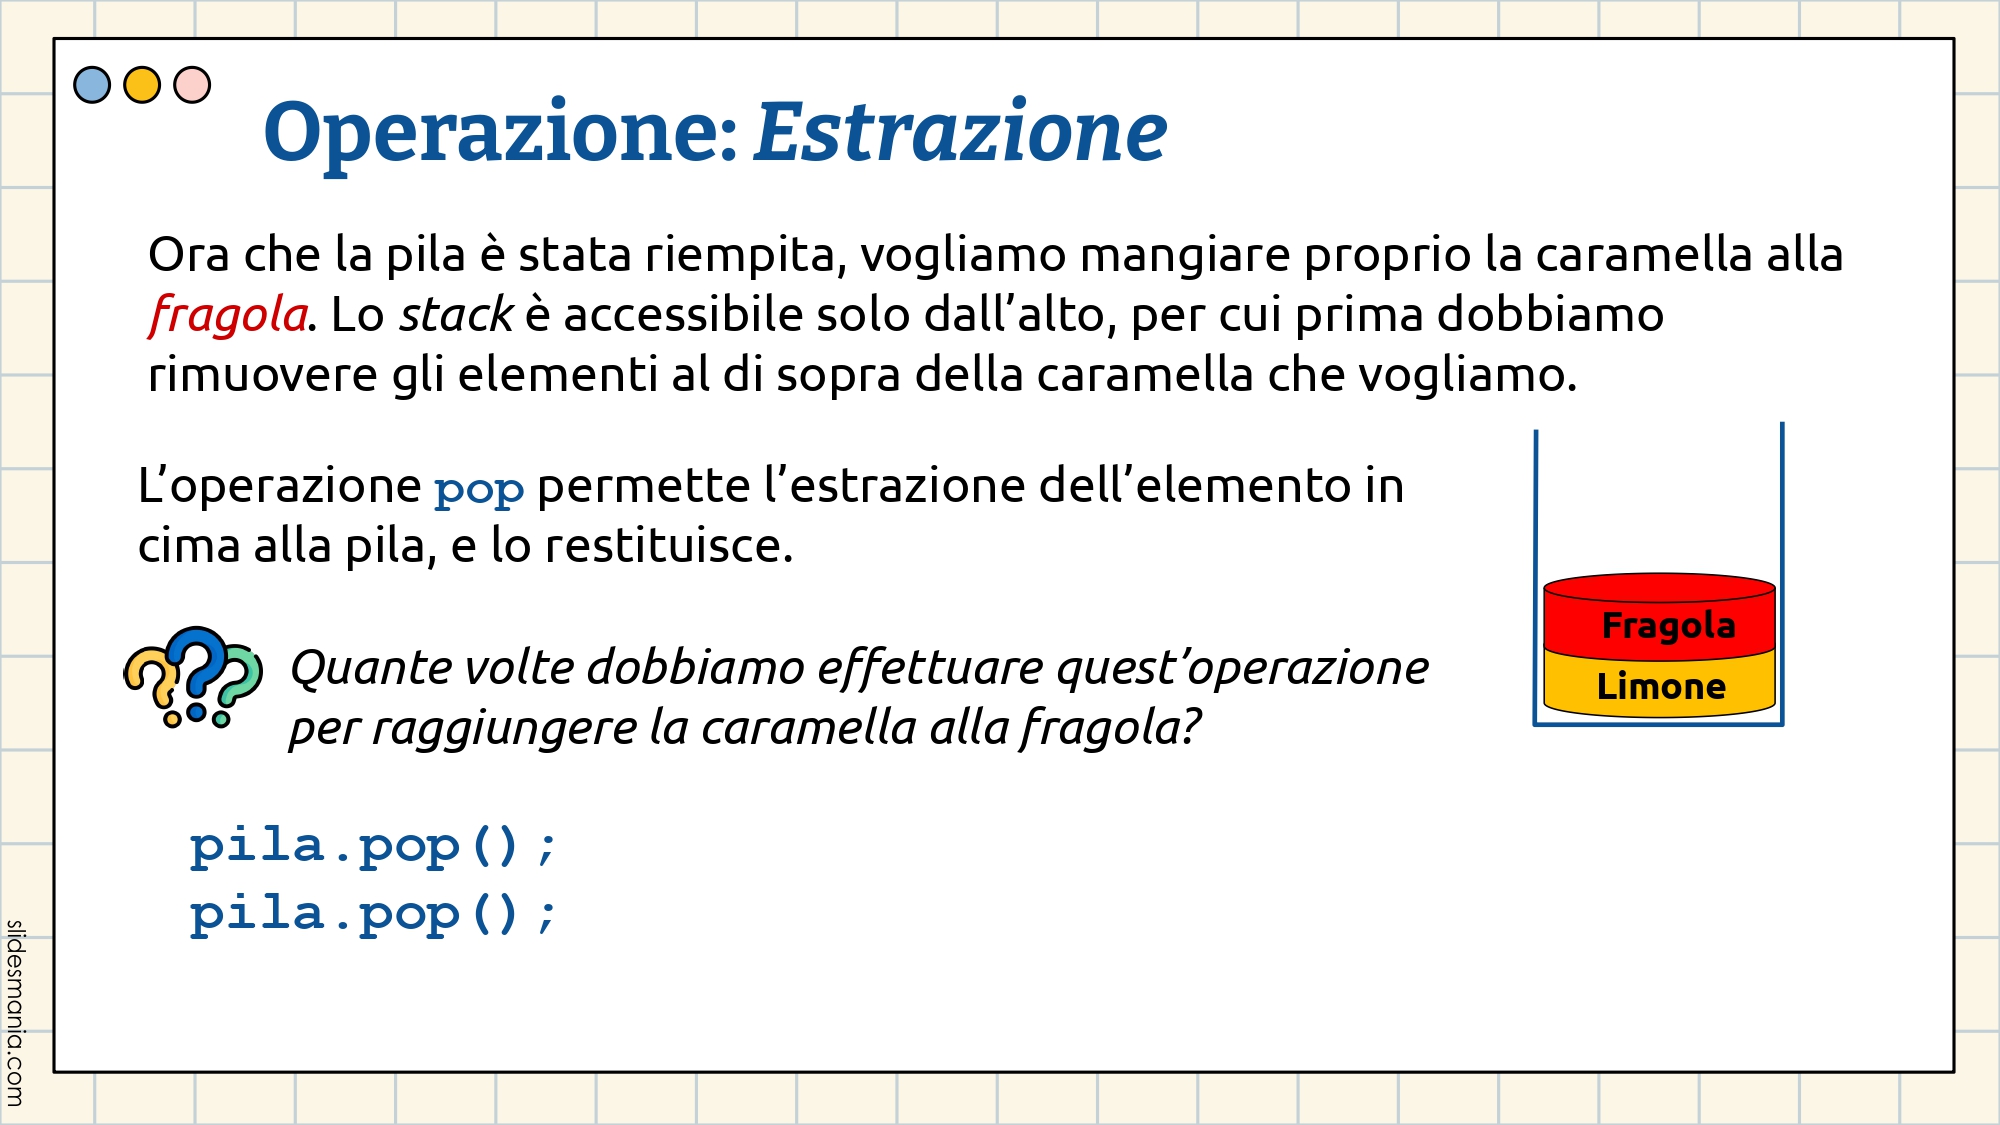 Operazione: Estrazione
Ora che la pila è stata riempita, vogliamo mangiare proprio la caramella alla
fragola. Lo stack è accessibile solo dall’alto, per cui prima dobbiamo
rimuovere gli elementi al di sopra della caramella che vogliamo.
L’operazione pop permette l’estrazione dell’elemento in
cima alla pila, e lo restituisce.
Quante volte dobbiamo effettuare quest’operazione
per raggiungere la caramella alla fragola?
Fragola
Limone
pila.pop();
pila.pop();
slidesmania.com